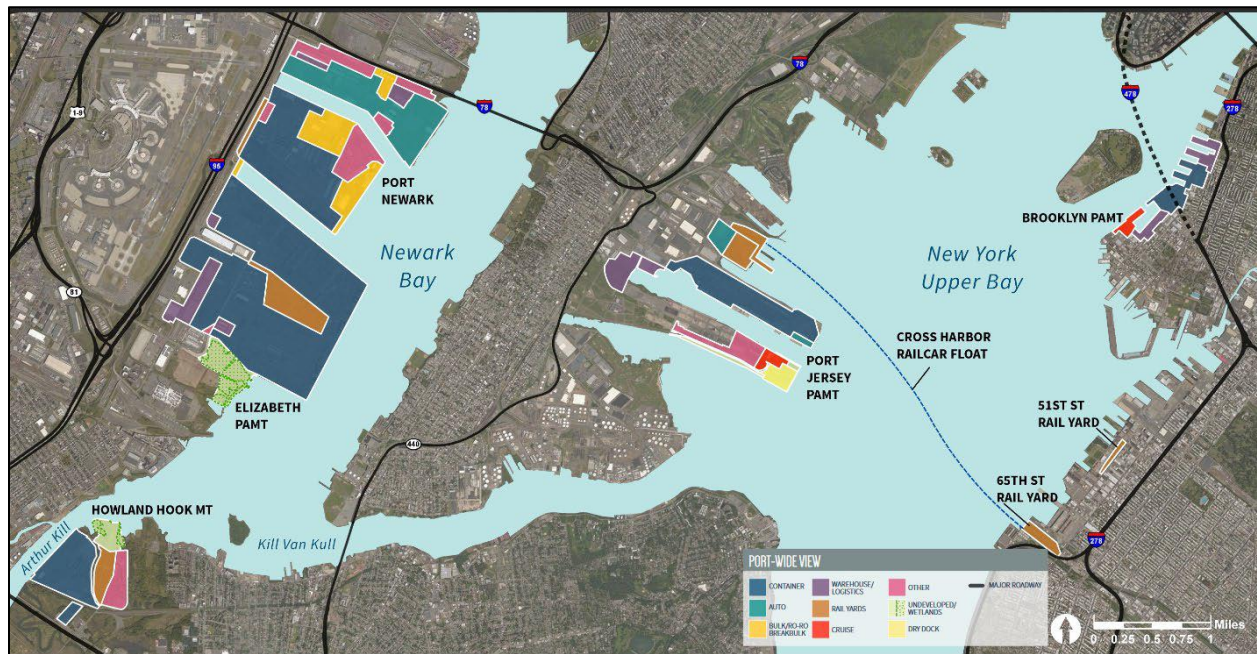 78
478
278
1-9
78
95
PORT
NEWARK
BROOKLYN PAMT
Newark
Bay
New York
Upper Bay
81
CROSS HARBOR
RAILCAR FLOAT
PORT
JERSEY
PAMT
ELIZABETH
PAMT
51ST ST
RAIL YARD
440
65TH ST
RAIL YARD
HOWLAND HOOK MT
Arthur Kill
Kill Van Kull
278
PORT-WIDE VIEW
CONTAINER
WAREHOUSE/
LOGISTICS
OTHER
MAJOR ROADWAY
AUTO
RAIL YARDS
UNDEVELOPED/
WETLANDS
BULK/RO-RO
BREAKBULK
CRUISE
DRY DOCK
Miles
0 0.25 0.5 0.75 1